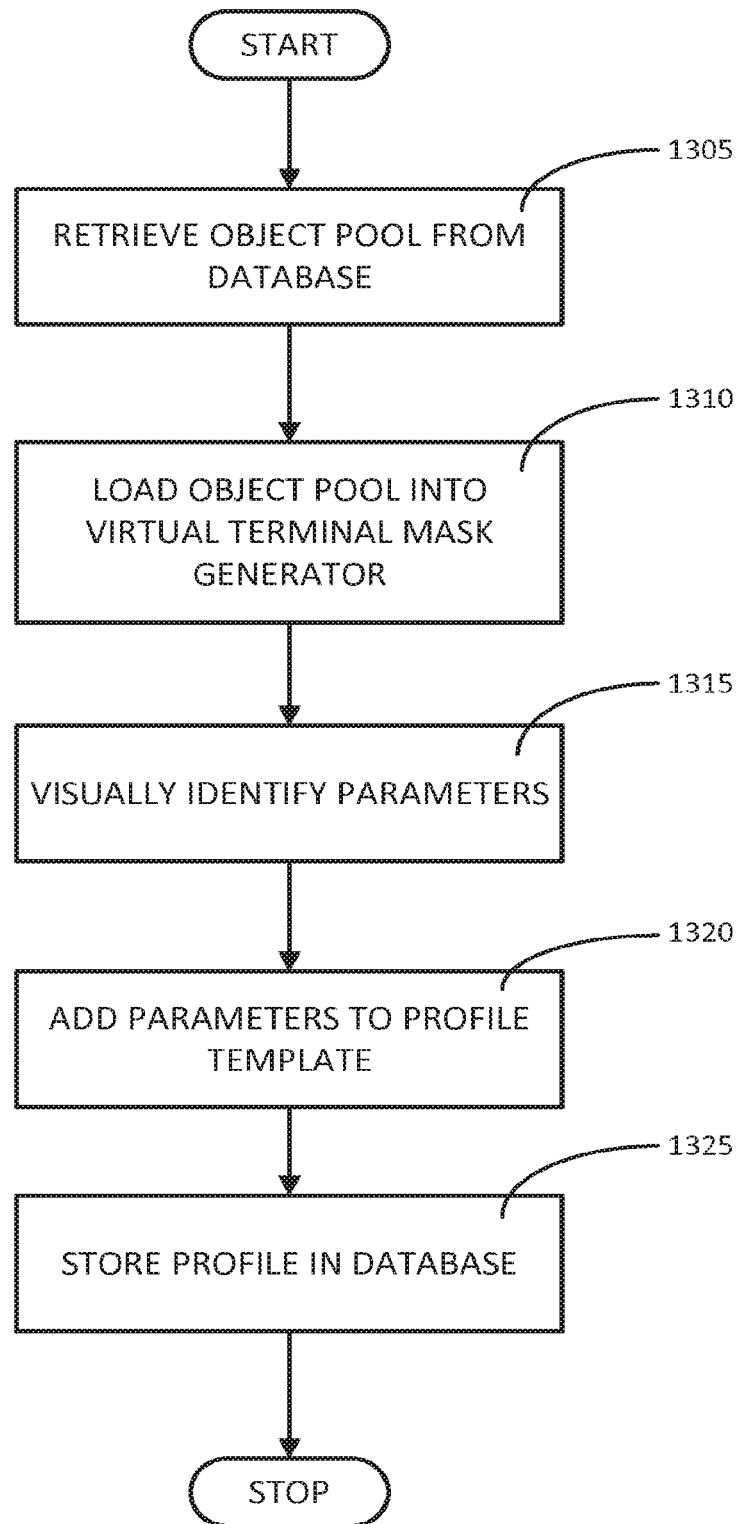 START
1305
RETRIEVE OBJECT POOL FROM
DATABASE
1310
LOAD OBJECT POOL INTO
VIRTUAL TERMINAL MASK
GENERATOR
1315
VISUALLY IDENTIFY PARAMETERS
1320
ADD PARAMETERS TO PROFILE
TEMPLATE
1325
STORE PROFILE IN DATABASE
STOP